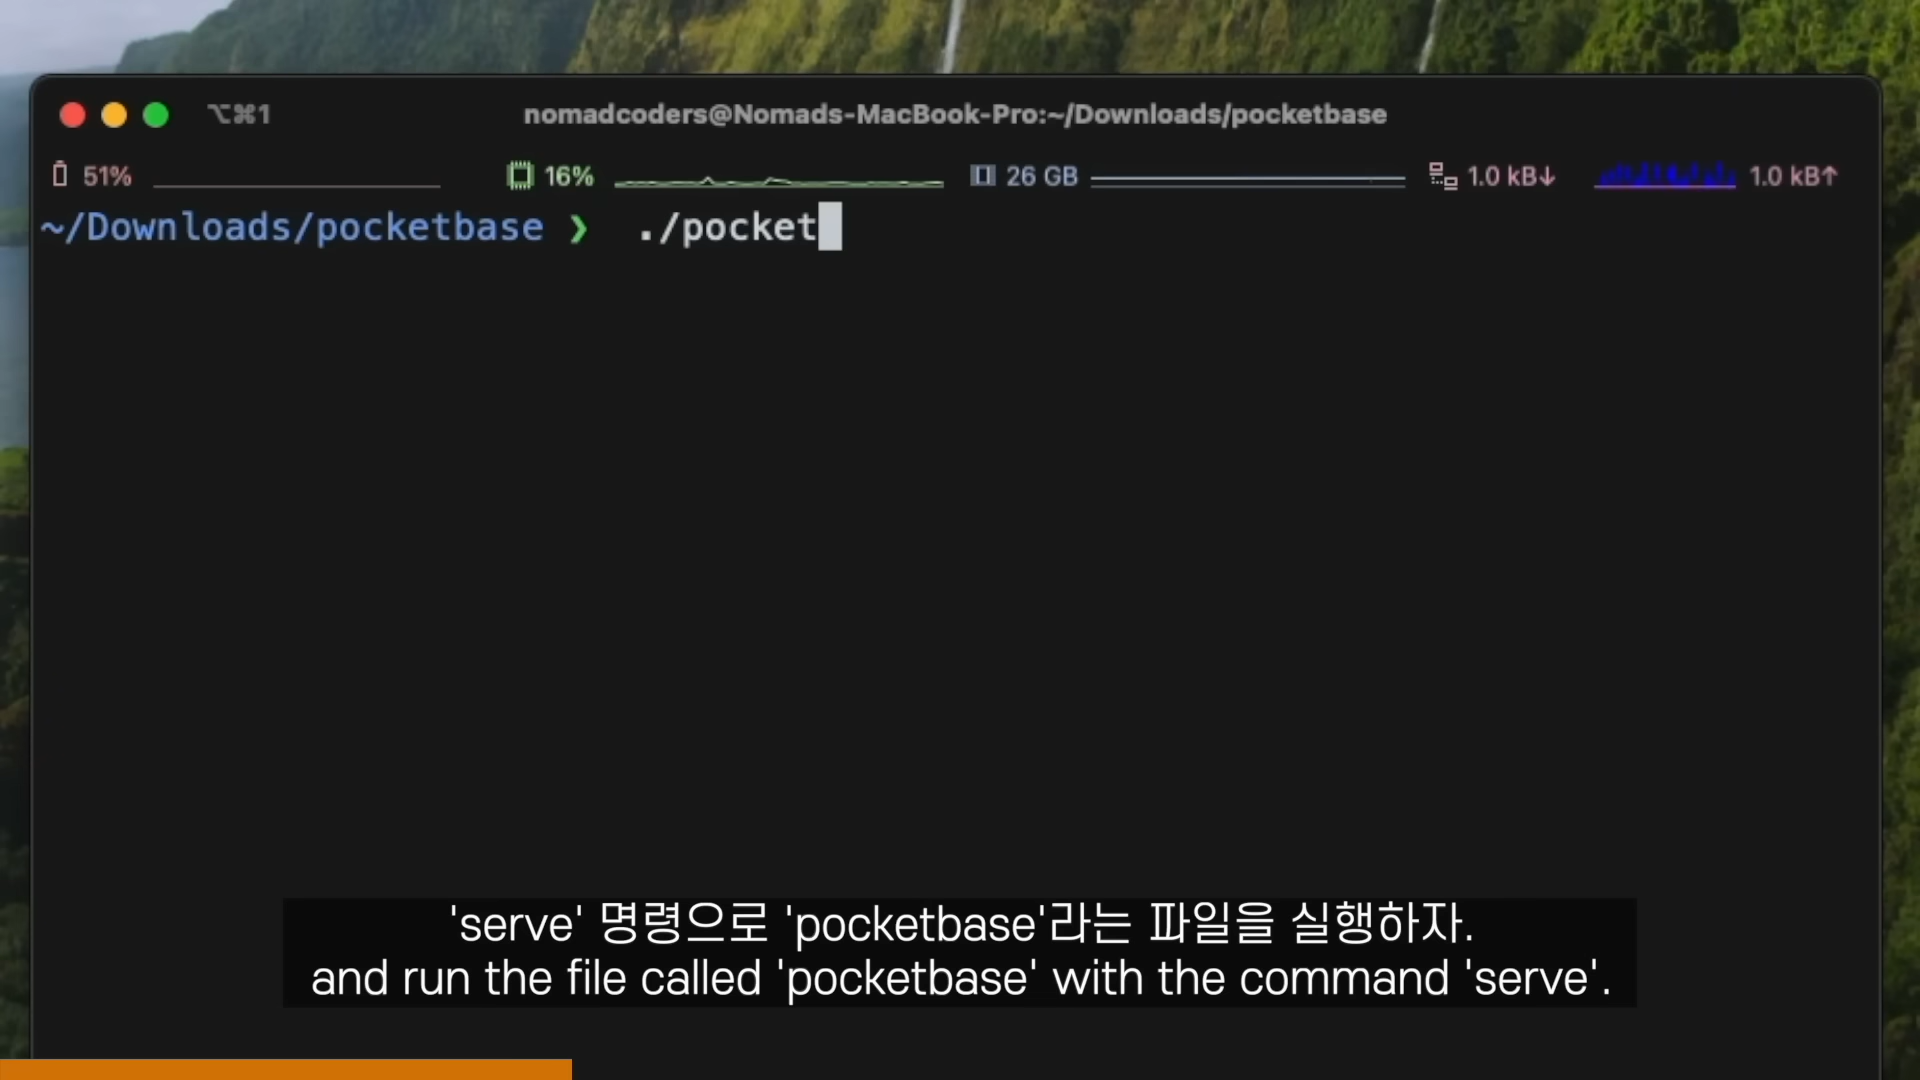 ⌥⌘1
nomadcoders@Nomads-MacBook-Pro:~/Downloads/pocketbase
51% 16% 26 GB 1.0 kB↓ 1.0 kB↑
~/Downloads/pocketbase ❯ ./pocket
'serve' 명령으로 'pocketbase'라는 파일을 실행하자.
and run the file called 'pocketbase' with the command 'serve'.